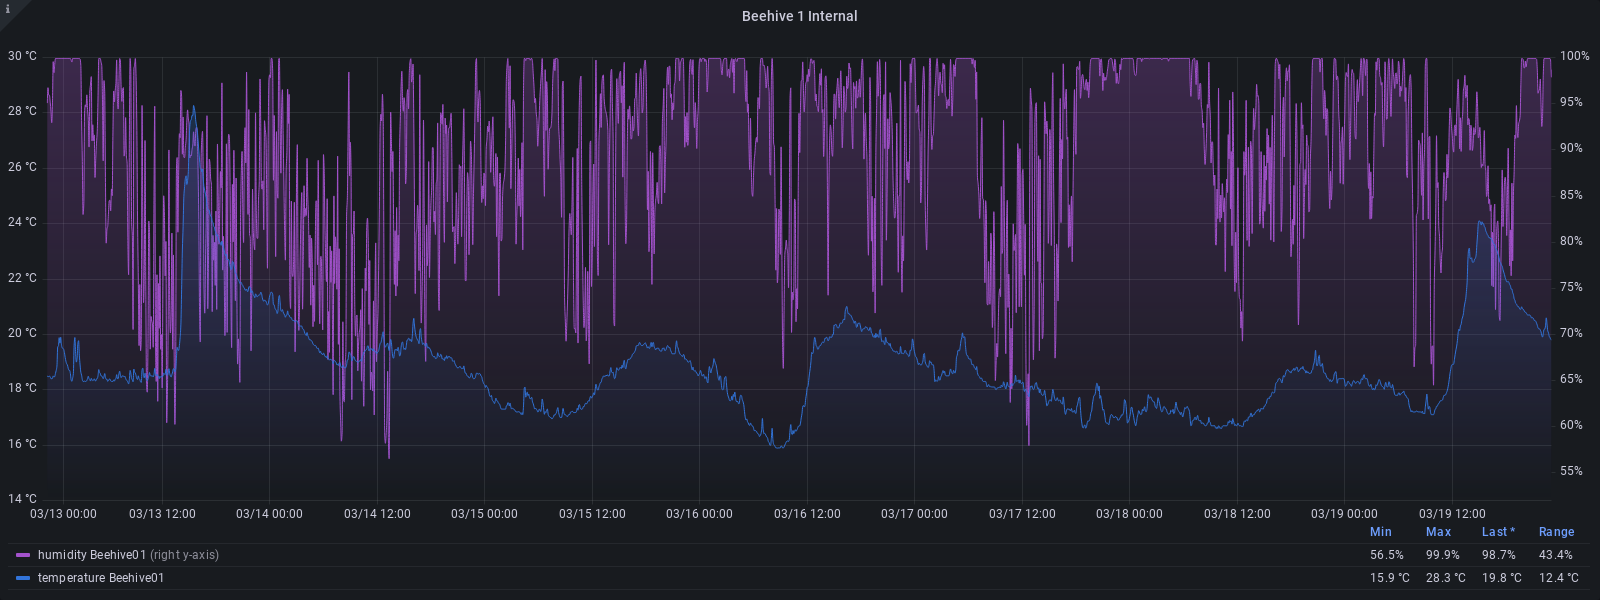 i
Beehive 1 Internal
30 °C 100%
28 °C 95%
26 °C 90%
24 °C 85%
22 °C 80%
20 °C 75%
18 °C 70%
16 °C 65%
14 °C 60%
55%
03/13 00:00 03/13 12:00 03/14 00:00 03/14 12:00 03/15 00:00 03/15 12:00 03/16 00:00 03/16 12:00 03/17 00:00 03/17 12:00 03/18 00:00 03/18 12:00 03/19 00:00 03/19 12:00
Min Max Last * Range
humidity Beehive01 (right y-axis) 56.5% 99.9% 98.7% 43.4%
temperature Beehive01 15.9 °C 28.3 °C 19.8 °C 12.4 °C